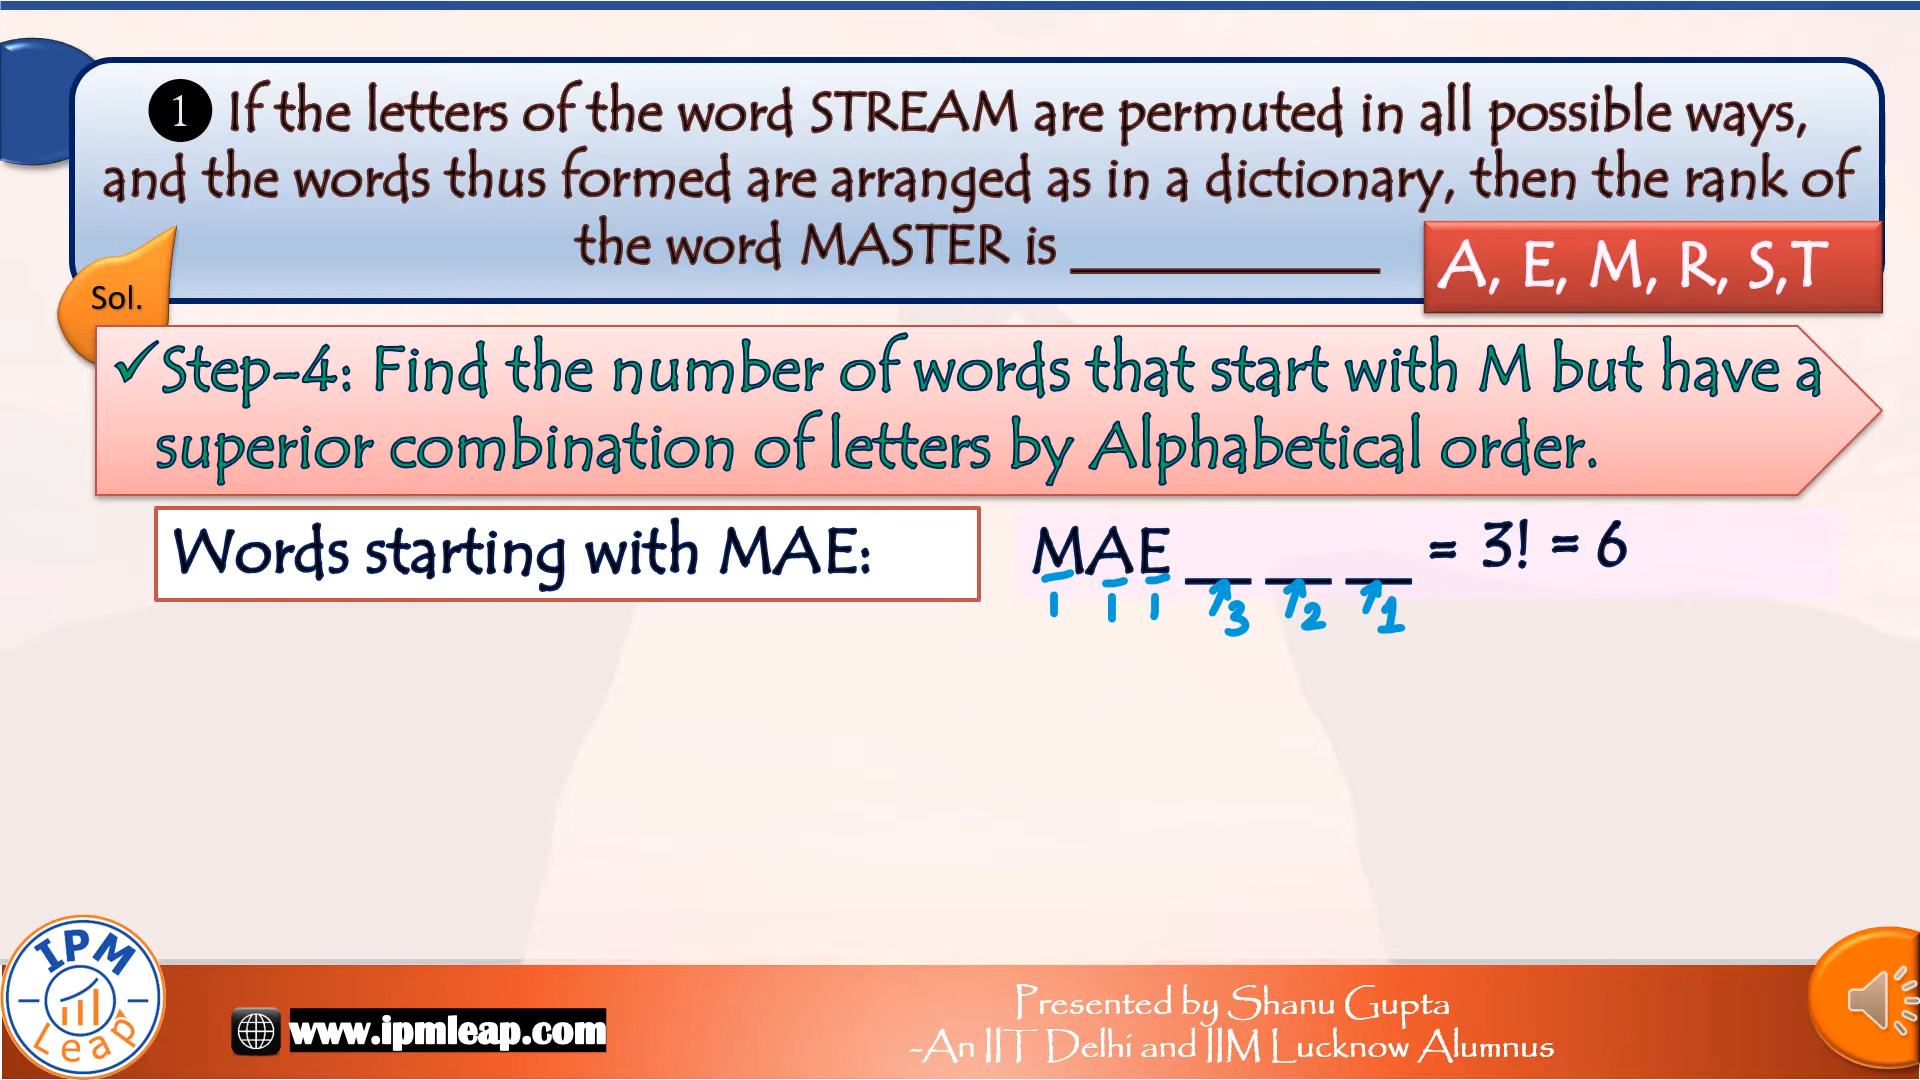 1 If the letters of the word STREAM are permuted in all possible ways,
and the words thus formed are arranged as in a dictionary, then the rank of
the word MASTER is ____________
A, E, M, R, S,T
Sol.
✓Step-4: Find the number of words that start with M but have a
superior combination of letters by Alphabetical order.
Words starting with MAE:
MAE __ __ __ = 3! = 6
1 1 1 ↑3 ↑2 ↑1
IPM
Leap
www.ipmleap.com
Presented by Shanu Gupta
-An IIT Delhi and IIM Lucknow Alumnus